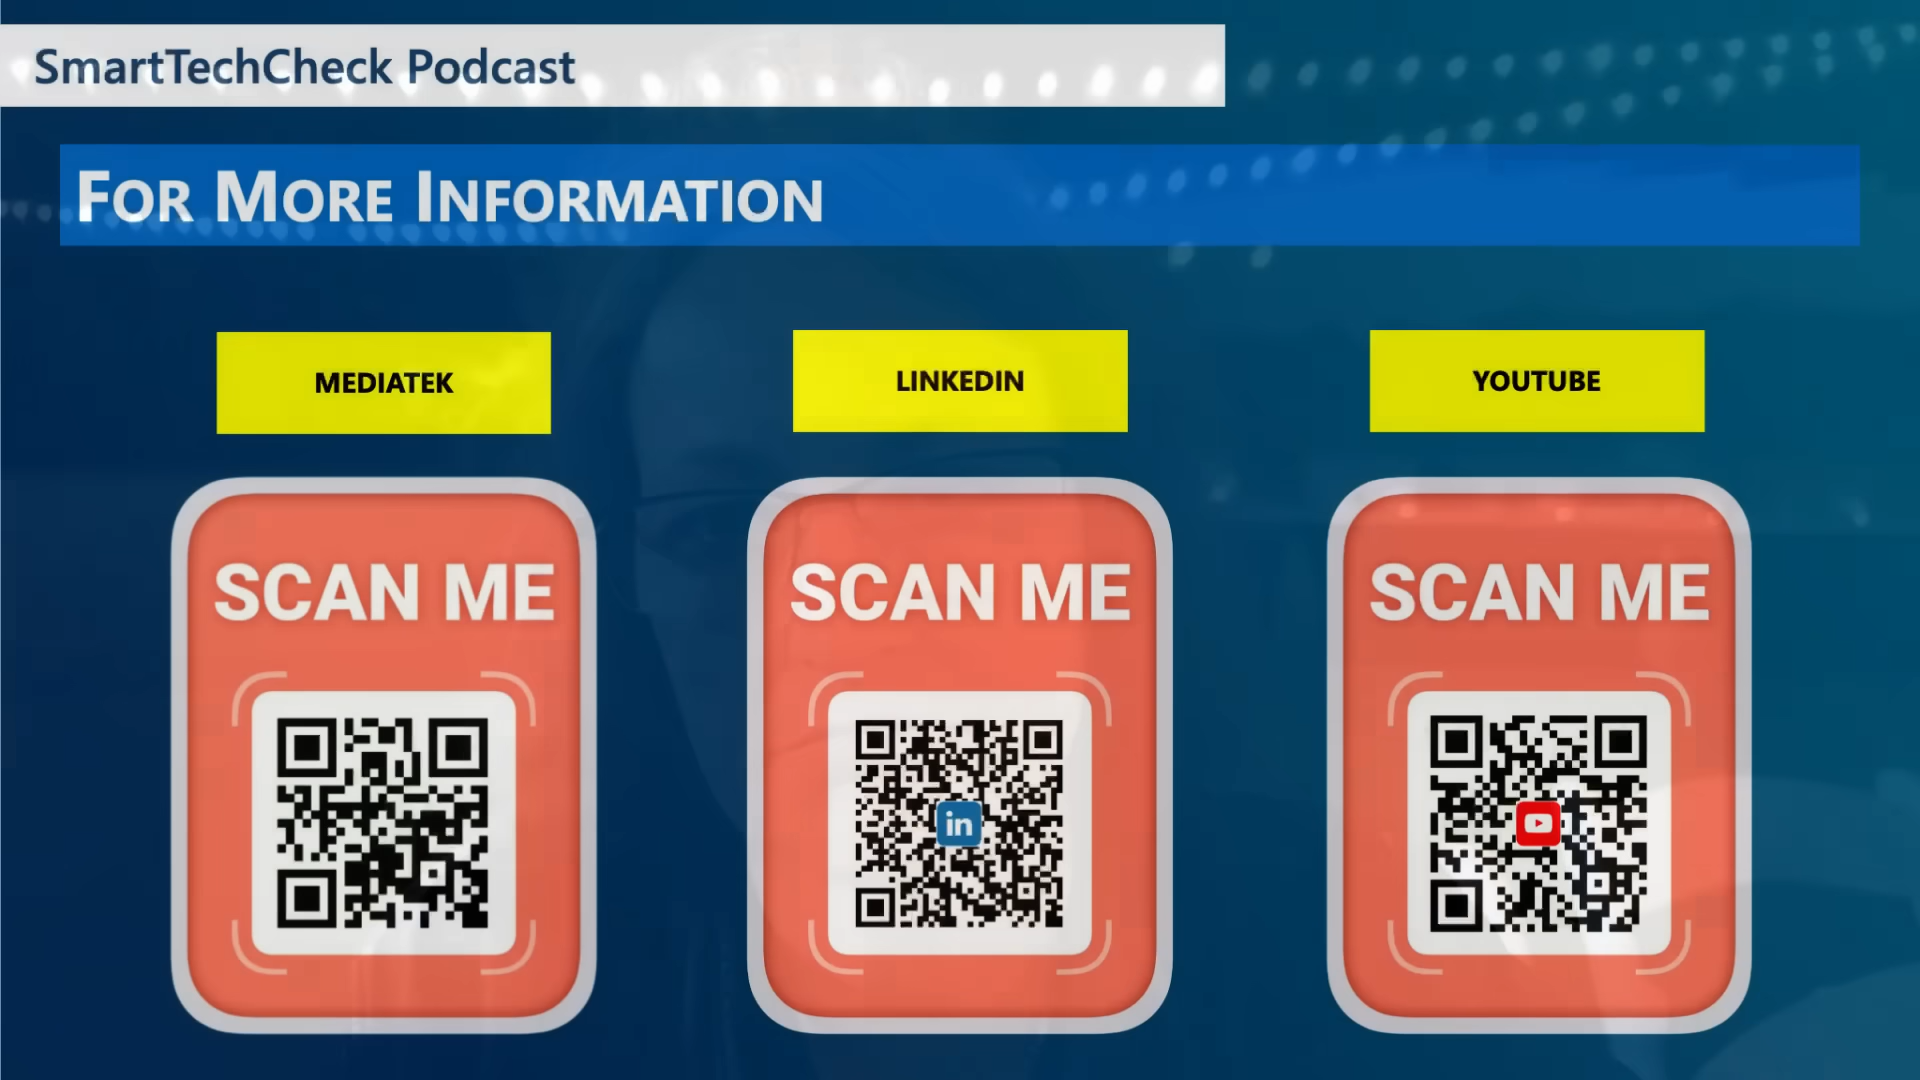 SmartTechCheck Podcast
FOR MORE INFORMATION
MEDIATEK
LINKEDIN
YOUTUBE
SCAN ME
SCAN ME
SCAN ME
in